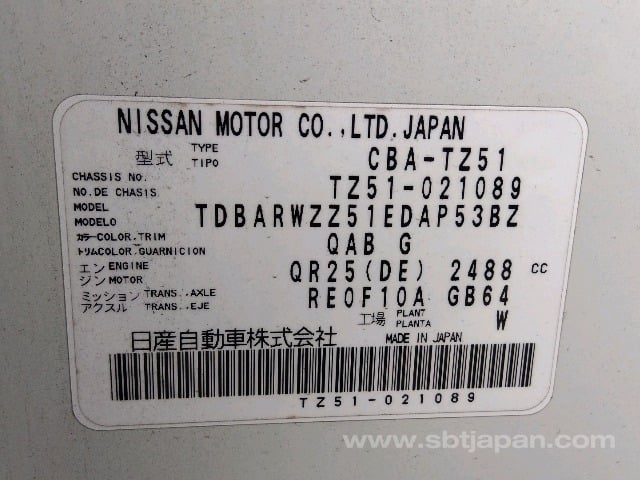 NISSAN MOTOR CO.,LTD.JAPAN
型式 TYPE TIPO CBA-TZ51
CHASSIS NO. NO.DE CHASIS TZ51-021089
MODEL MODELO TDBARWZZ51EDAP53BZ
カラー COLOR,TRIM トリムCOLOR.GUARNICION QAB G
エンジン ENGINE MOTOR QR25(DE) 2488 cc
ミッション TRANS.,AXLE アクスル TRANS.,EJE RE0F10A GB64
工場 PLANT PLANTA W
日産自動車株式会社 MADE IN JAPAN
TZ51-021089
www.sbtjapan.com